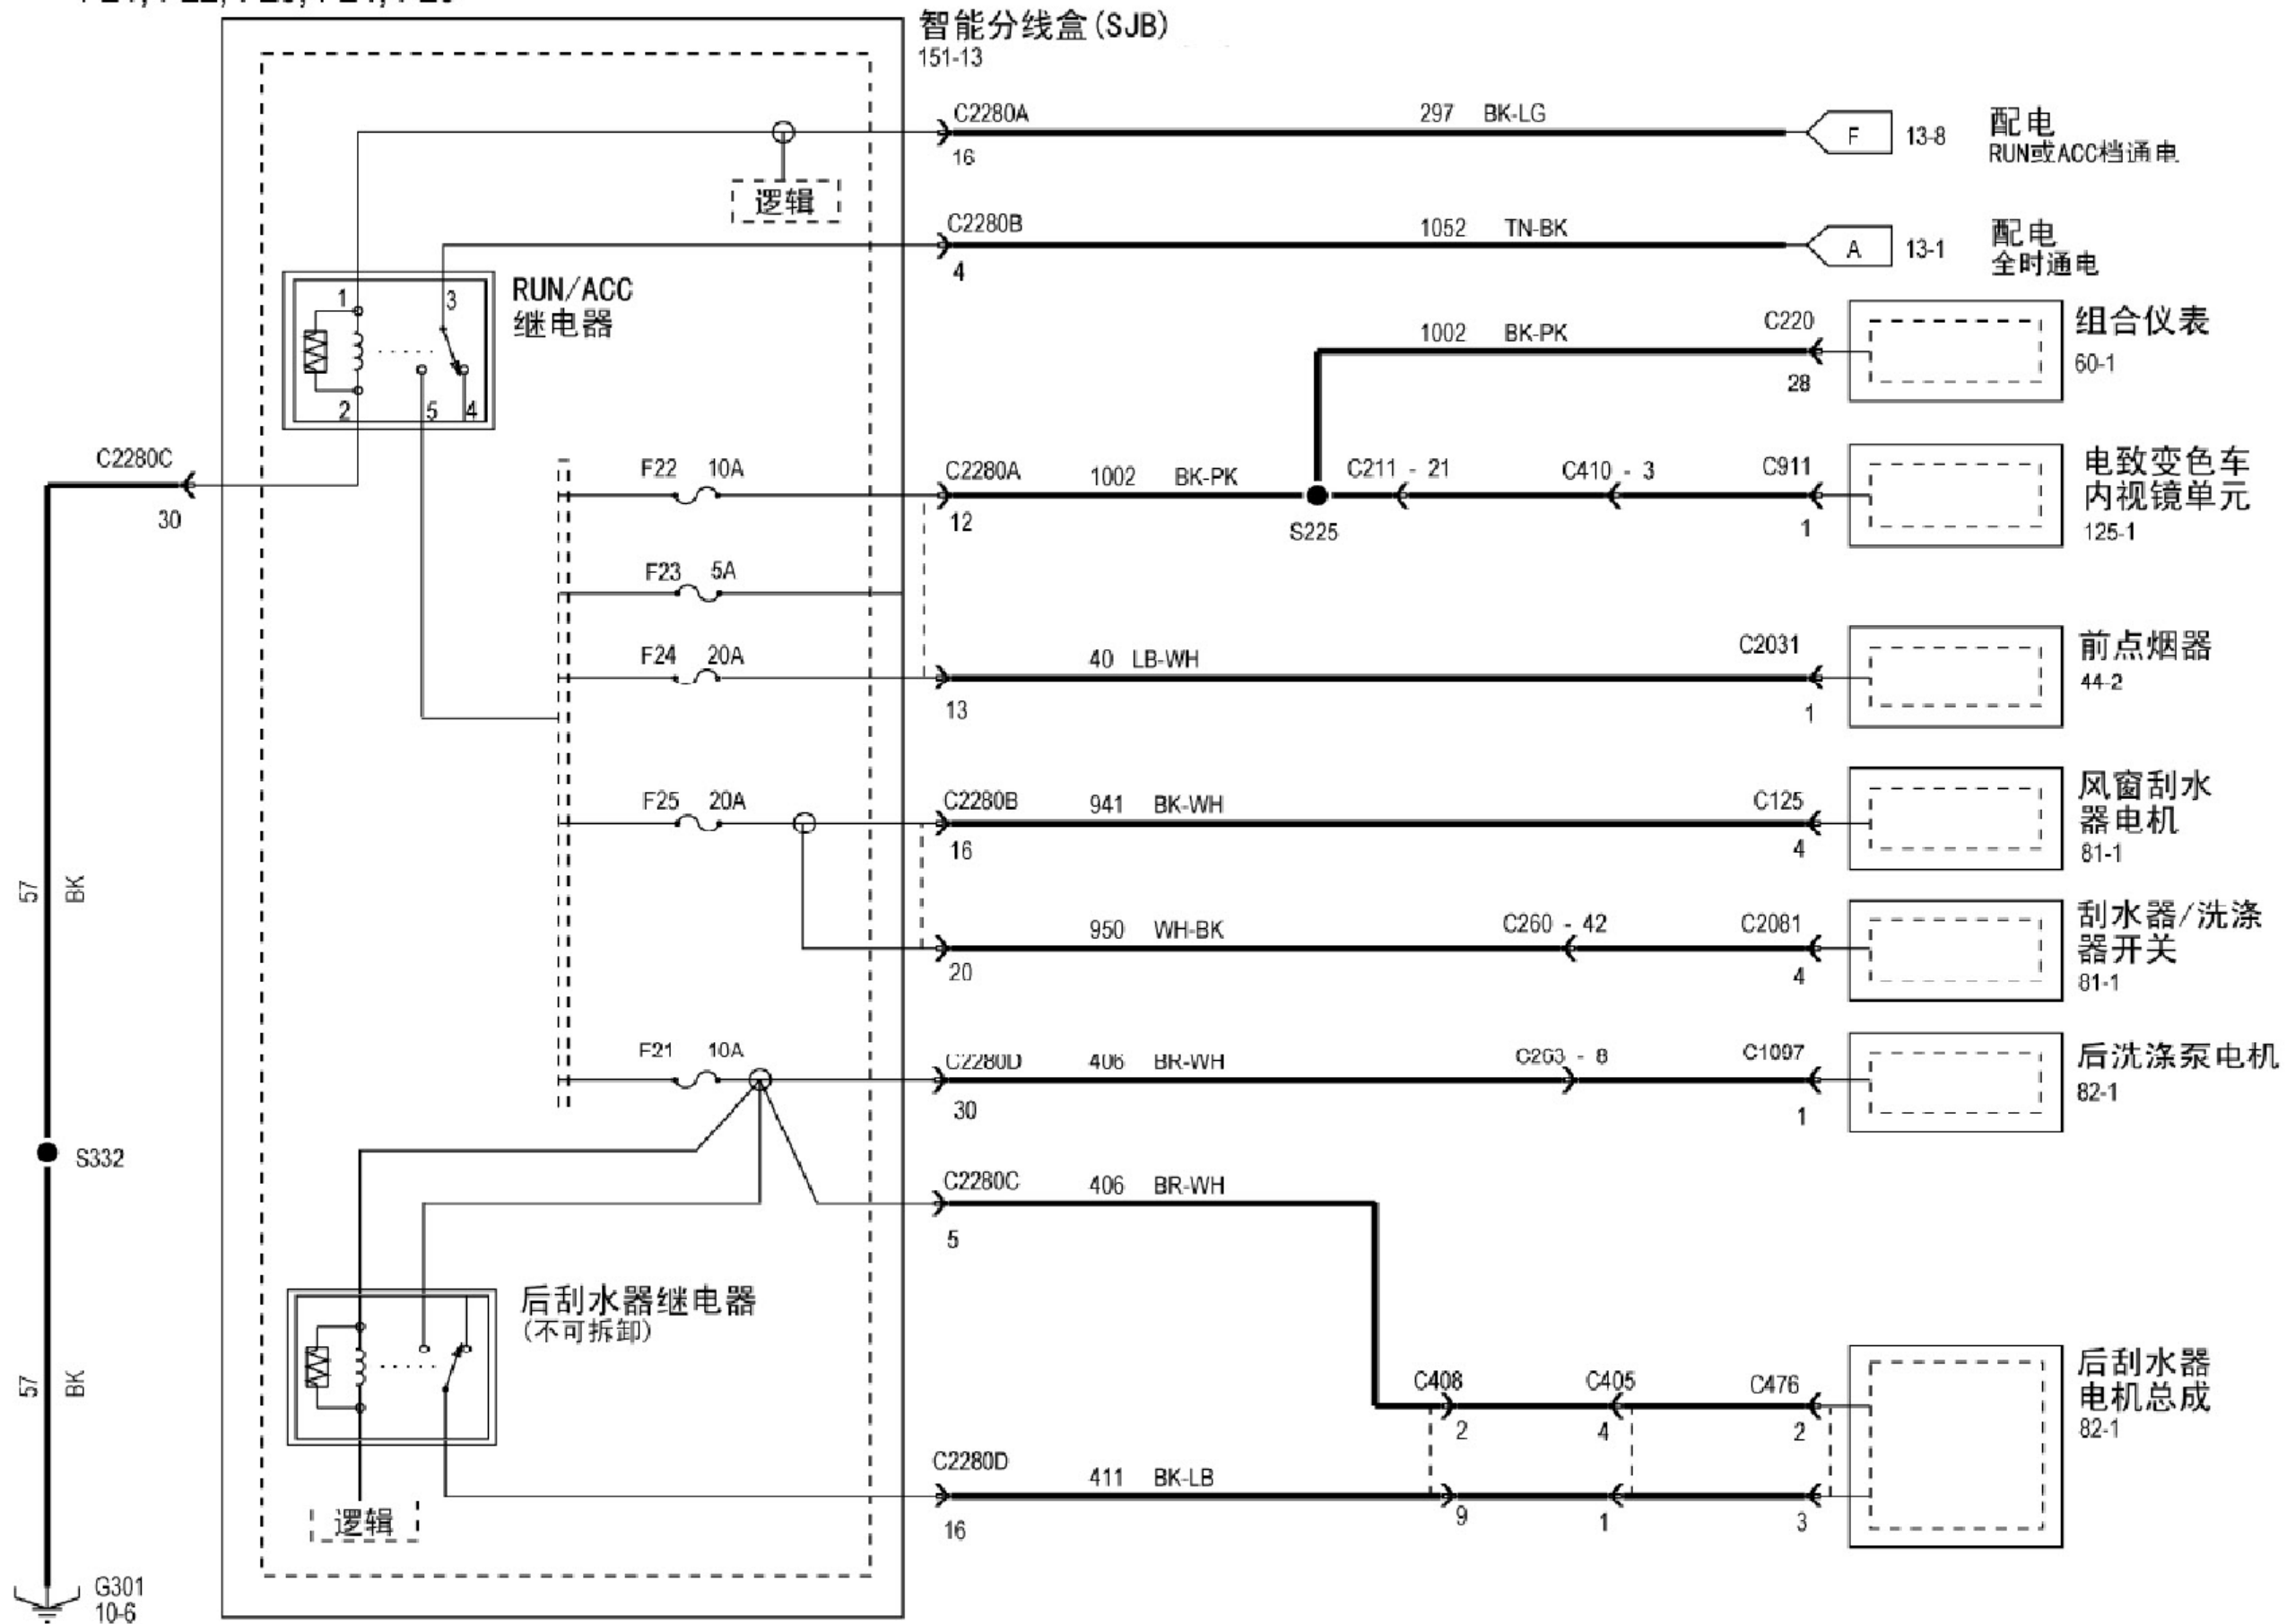 智能分线盒(SJB)
151-13
C2280A
297 BK-LG
16
F
13-8
配电
RUN或ACC档通电
逻辑
C2280B
1052 TN-BK
4
A
13-1
配电
全时通电
RUN/ACC
继电器
1
3
2
5
4
1002 BK-PK
C220
28
组合仪表
60-1
C2280C
30
F22 10A
C2280A
12
1002 BK-PK
S225
C211 - 21
C410 - 3
C911
1
电致变色车
内视镜单元
125-1
F23 5A
F24 20A
13
40 LB-WH
C2031
1
前点烟器
44-2
F25 20A
C2280B
16
941 BK-WH
C125
4
风窗刮水
器电机
81-1
57 BK
20
950 WH-BK
C260 - 42
C2081
4
刮水器/洗涤
器开关
81-1
F21 10A
C2280D
30
406 BR-WH
C263 - 8
C1097
1
后洗涤泵电机
82-1
S332
C2280C
5
406 BR-WH
后刮水器继电器
(不可拆卸)
57 BK
C408
2
C405
4
C476
2
后刮水器
电机总成
82-1
C2280D
16
411 BK-LB
9
1
3
逻辑
G301
10-6